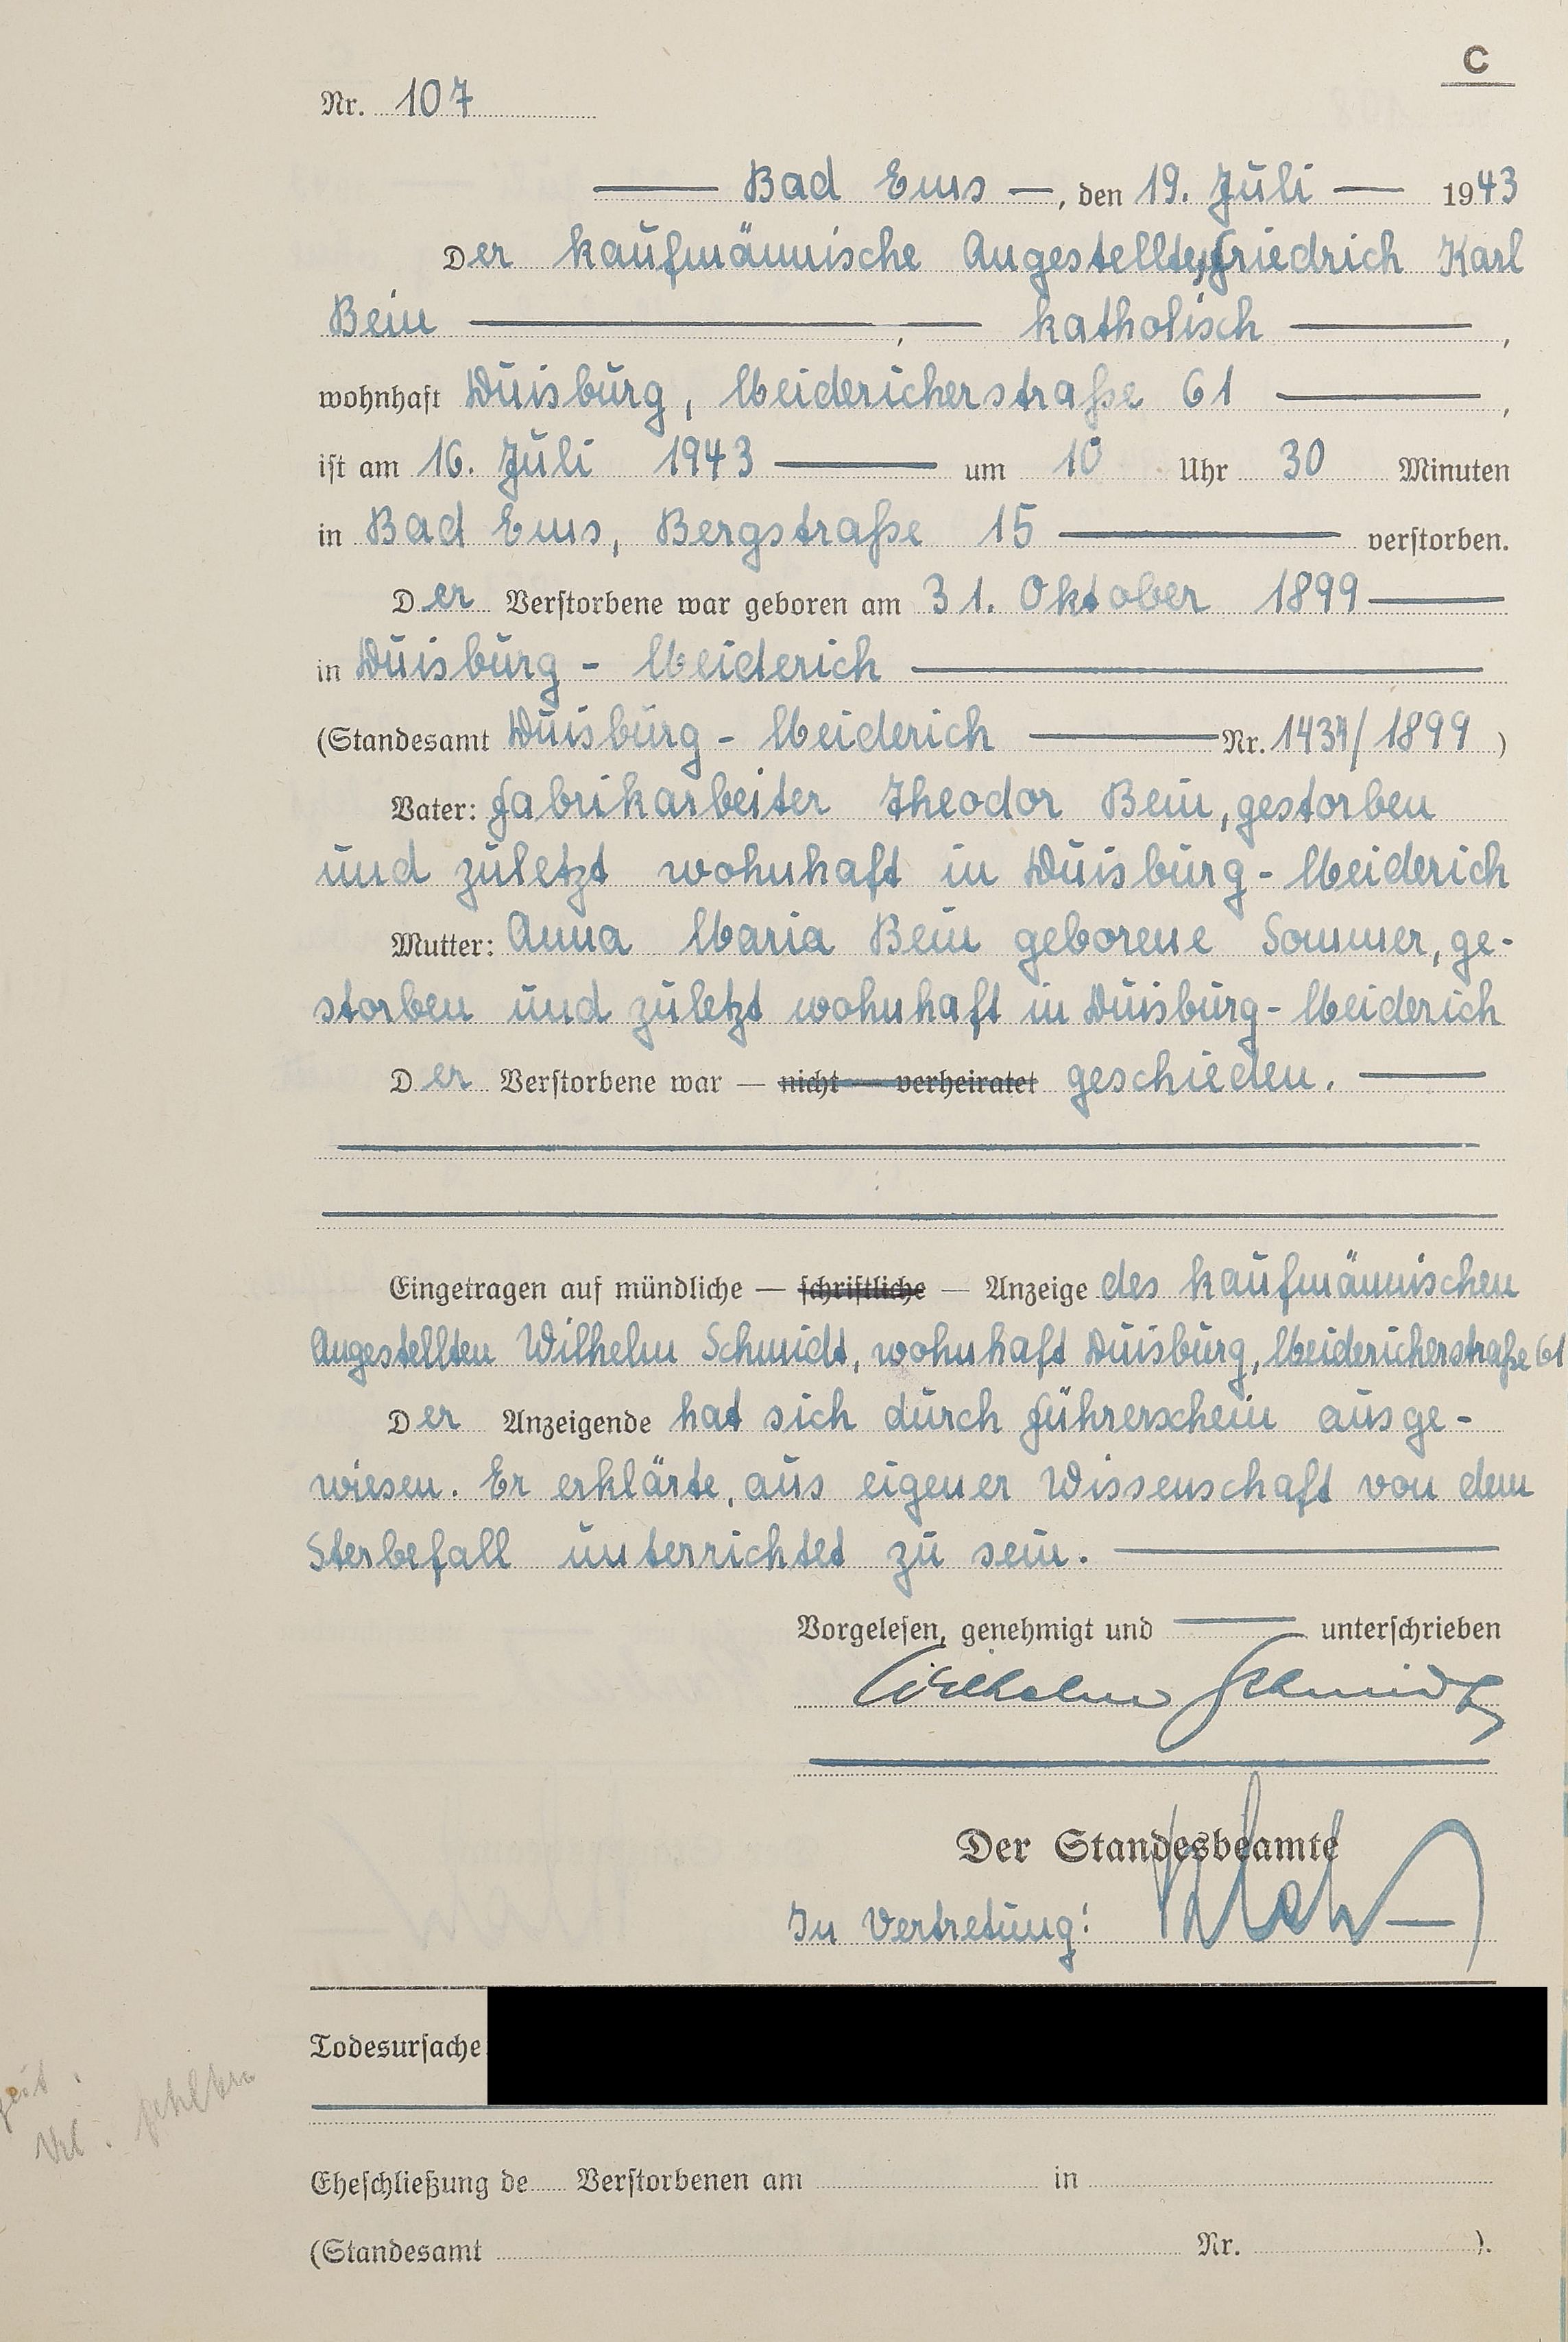 C
Nr. 107
Bad Ems —, den 19. Juli — 1943
Der kaufmännische Angestellte, Friedrich Karl
Bein —, — katholisch —,
wohnhaft Duisburg, Meidericherstraße 61 —,
ist am 16. Juli 1943 — um 10 Uhr 30 Minuten
in Bad Ems, Bergstraße 15 — verstorben.
Der Verstorbene war geboren am 31. Oktober 1899 —
in Duisburg - Meiderich —
(Standesamt Duisburg - Meiderich — Nr. 1434/1899 )
Vater: Fabrikarbeiter Theodor Bein, gestorben
und zuletzt wohnhaft in Duisburg - Meiderich
Mutter: Anna Maria Bein geborene Sommer, ge-
storben und zuletzt wohnhaft in Duisburg - Meiderich
Der Verstorbene war — nicht — verheiratet geschieden. —
Eingetragen auf mündliche — schriftliche — Anzeige des kaufmännischen
Angestellten Wilhelm Schmidt, wohnhaft Duisburg, Meidericherstraße 61
Der Anzeigende hat sich durch Führerschein ausge-
wiesen. Er erklärte, aus eigener Wissenschaft von dem
Sterbefall unterrichtet zu sein. —
Vorgelesen, genehmigt und — unterschrieben
Wilhelm Schmidt
Der Standesbeamte
In Vertretung:
Todesursache:
fehlen
Eheschließung de Verstorbenen am in
(Standesamt Nr. ).